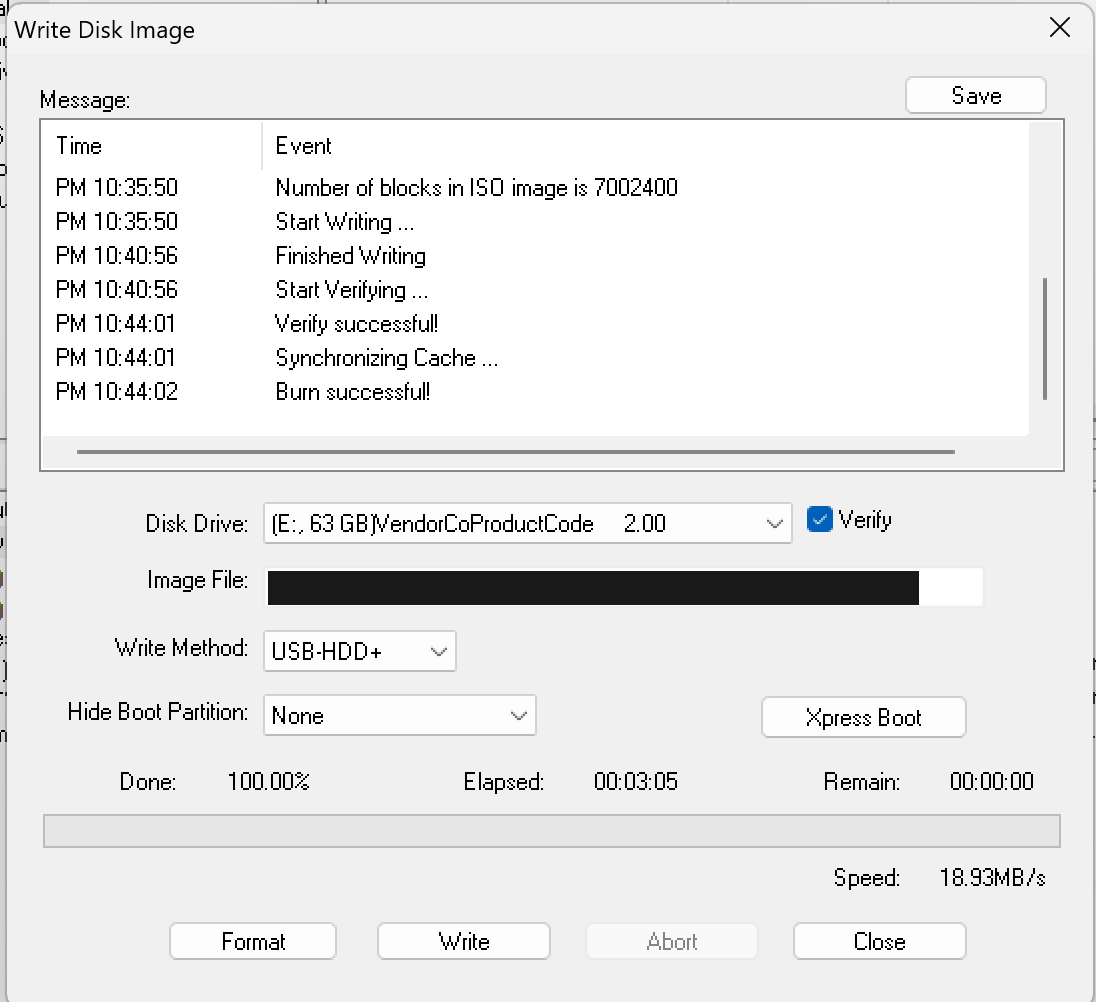 Write Disk Image
Message:
Save
Time Event
PM 10:35:50 Number of blocks in ISO image is 7002400
PM 10:35:50 Start Writing ...
PM 10:40:56 Finished Writing
PM 10:40:56 Start Verifying ...
PM 10:44:01 Verify successful!
PM 10:44:01 Synchronizing Cache ...
PM 10:44:02 Burn successful!
Disk Drive: (E:, 63 GB)VendorCoProductCode 2.00 Verify
Image File:
Write Method: USB-HDD+
Hide Boot Partition: None Xpress Boot
Done: 100.00% Elapsed: 00:03:05 Remain: 00:00:00
Speed: 18.93MB/s
Format Write Abort Close